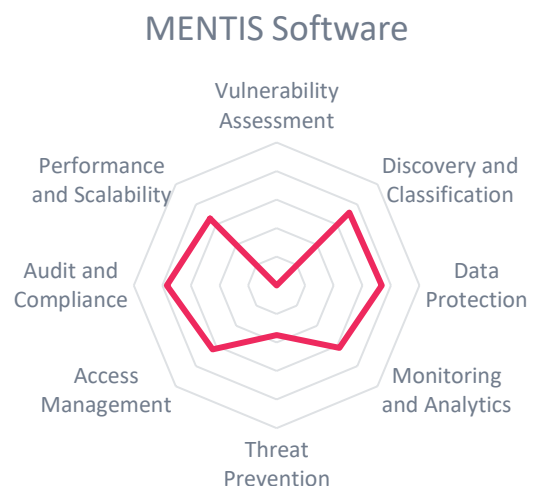 MENTIS Software
Vulnerability
Assessment
Discovery and
Classification
Data
Protection
Monitoring
and Analytics
Threat
Prevention
Access
Management
Audit and
Compliance
Performance
and Scalability